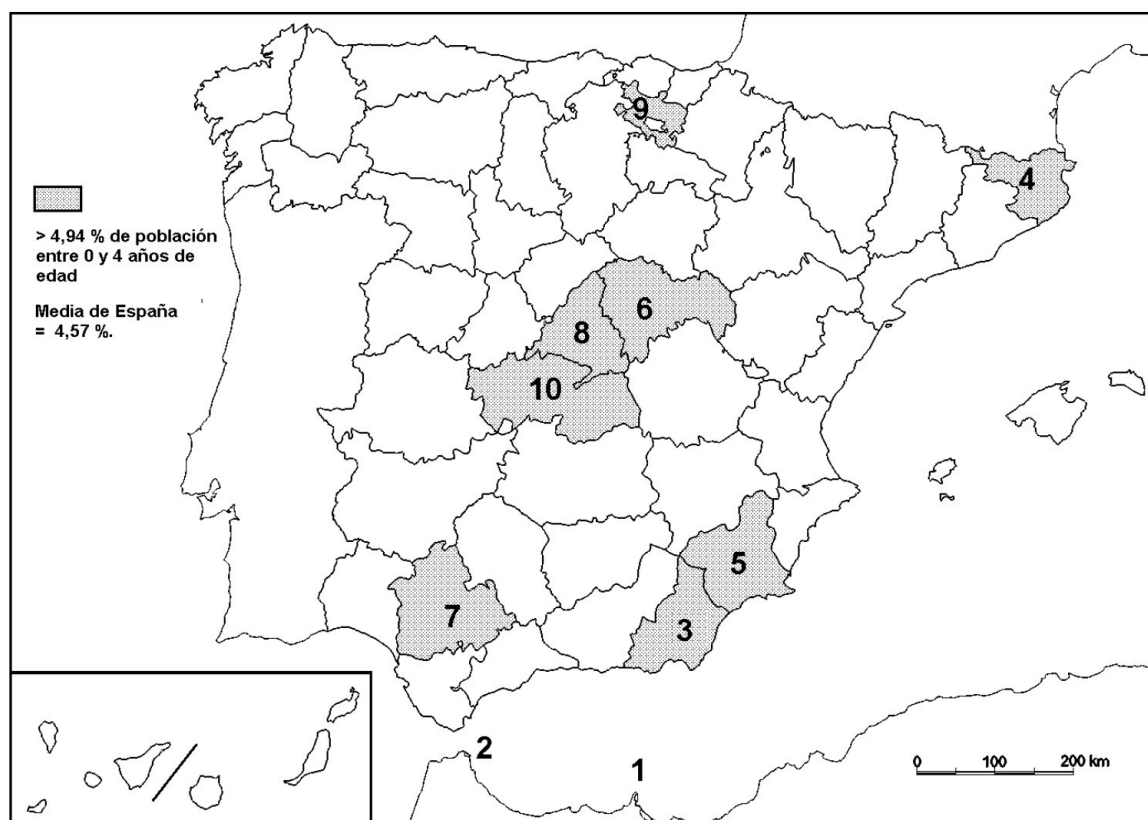 9
4
> 4,94 % de población
entre 0 y 4 años de
edad
Media de España
= 4,57 %.
6
8
10
5
7
3
2
1
0 100 200 km